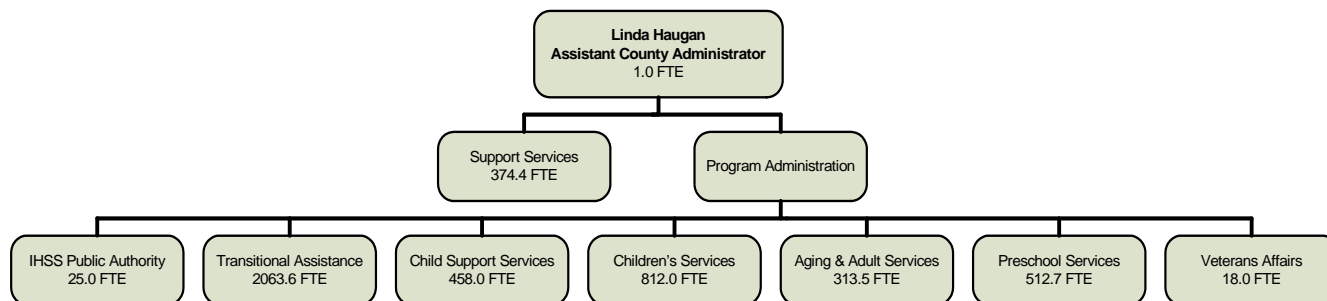 Linda Haugan
Assistant County Administrator
1.0 FTE
Support Services
374.4 FTE
Program Administration
IHSS Public Authority
25.0 FTE
Transitional Assistance
2063.6 FTE
Child Support Services
458.0 FTE
Children's Services
812.0 FTE
Aging & Adult Services
313.5 FTE
Preschool Services
512.7 FTE
Veterans Affairs
18.0 FTE